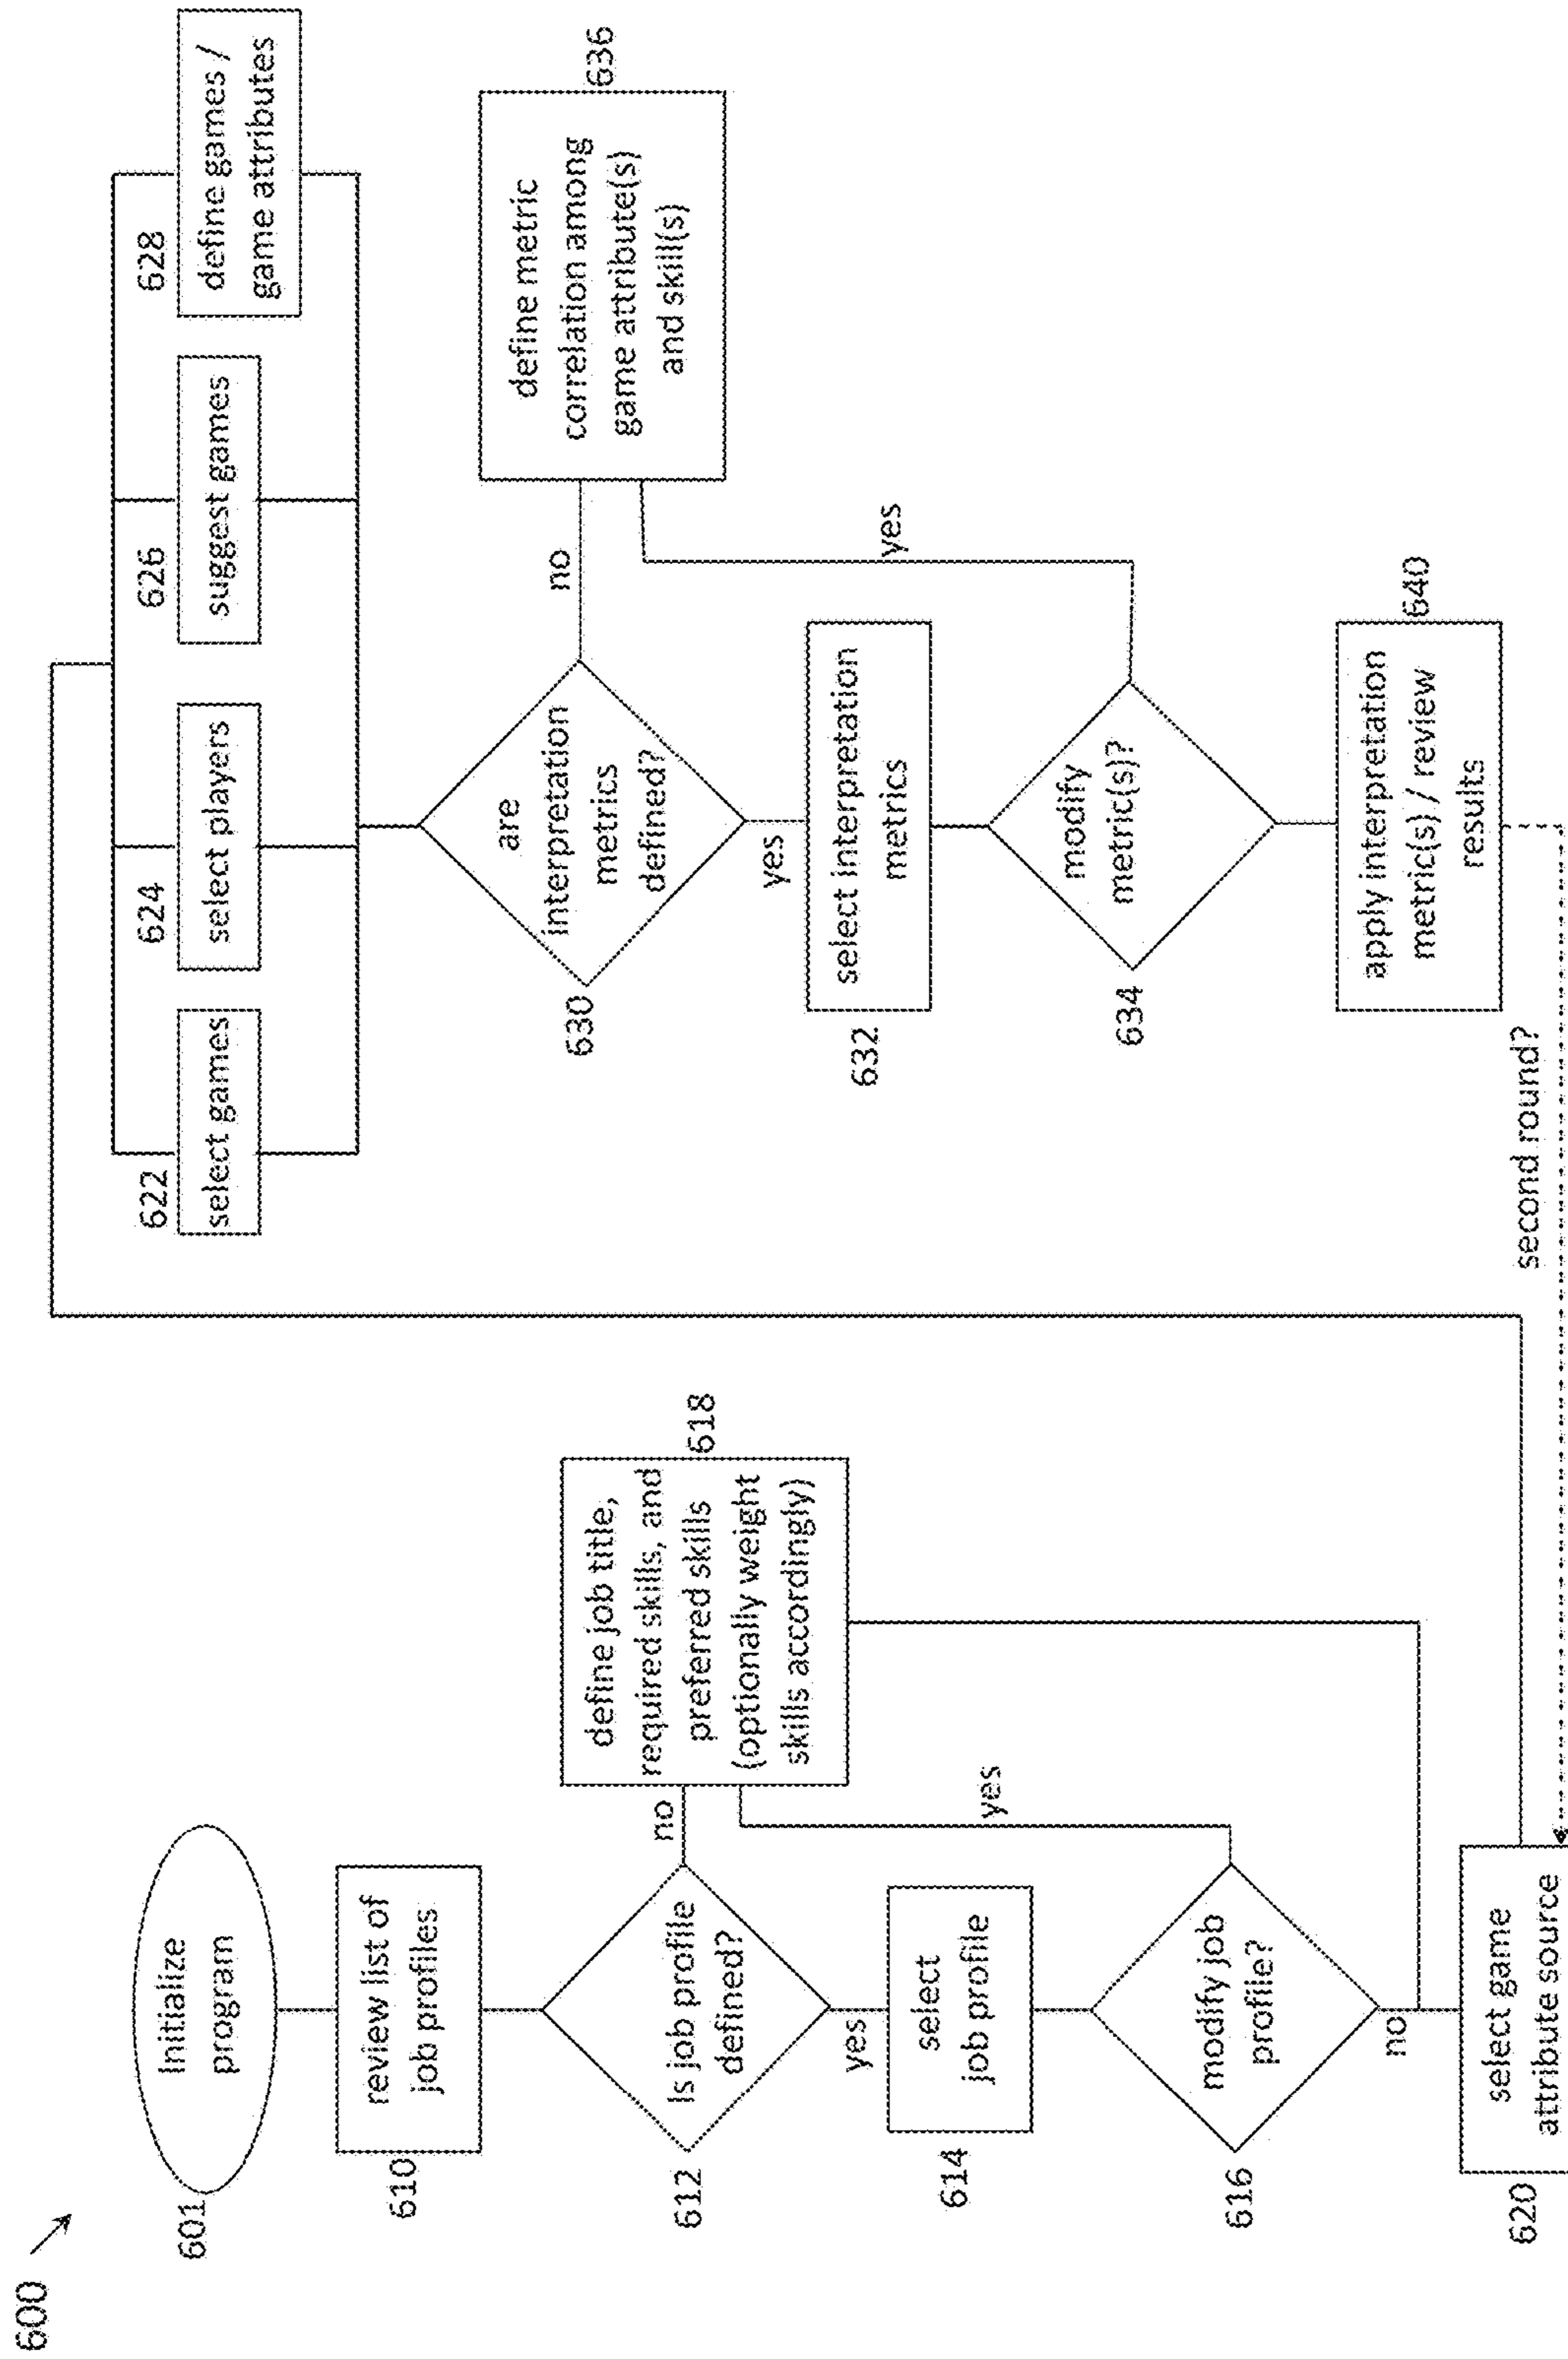 600
601
Initialize
program
610
review list of
job profiles
612
Is job profile
defined?
no
618
define job title,
required skills, and
preferred skills
(optionally weight
skills accordingly)
yes
614
select
job profile
616
modify job
profile?
yes
no
620
select game
attribute source
622
select games
624
select players
626
suggest games
628
define games /
game attributes
630
are
interpretation
metrics
defined?
no
636
define metric
correlation among
game attribute(s)
and skill(s)
yes
632
select interpretation
metrics
634
modify
metric(s)?
yes
640
apply interpretation
metric(s) / review
results
second round?